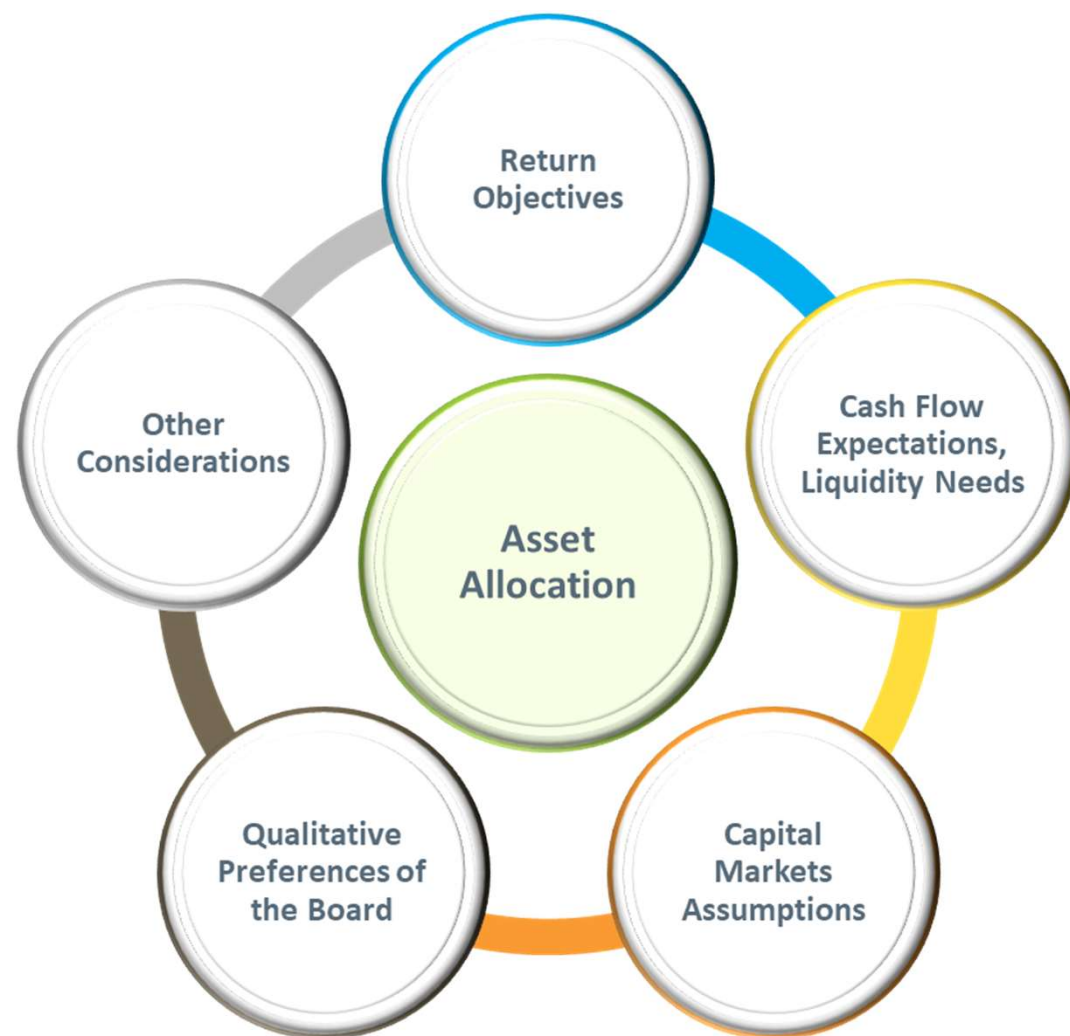 Return
Objectives
Cash Flow
Expectations,
Liquidity Needs
Other
Considerations
Asset
Allocation
Qualitative
Preferences of
the Board
Capital
Markets
Assumptions